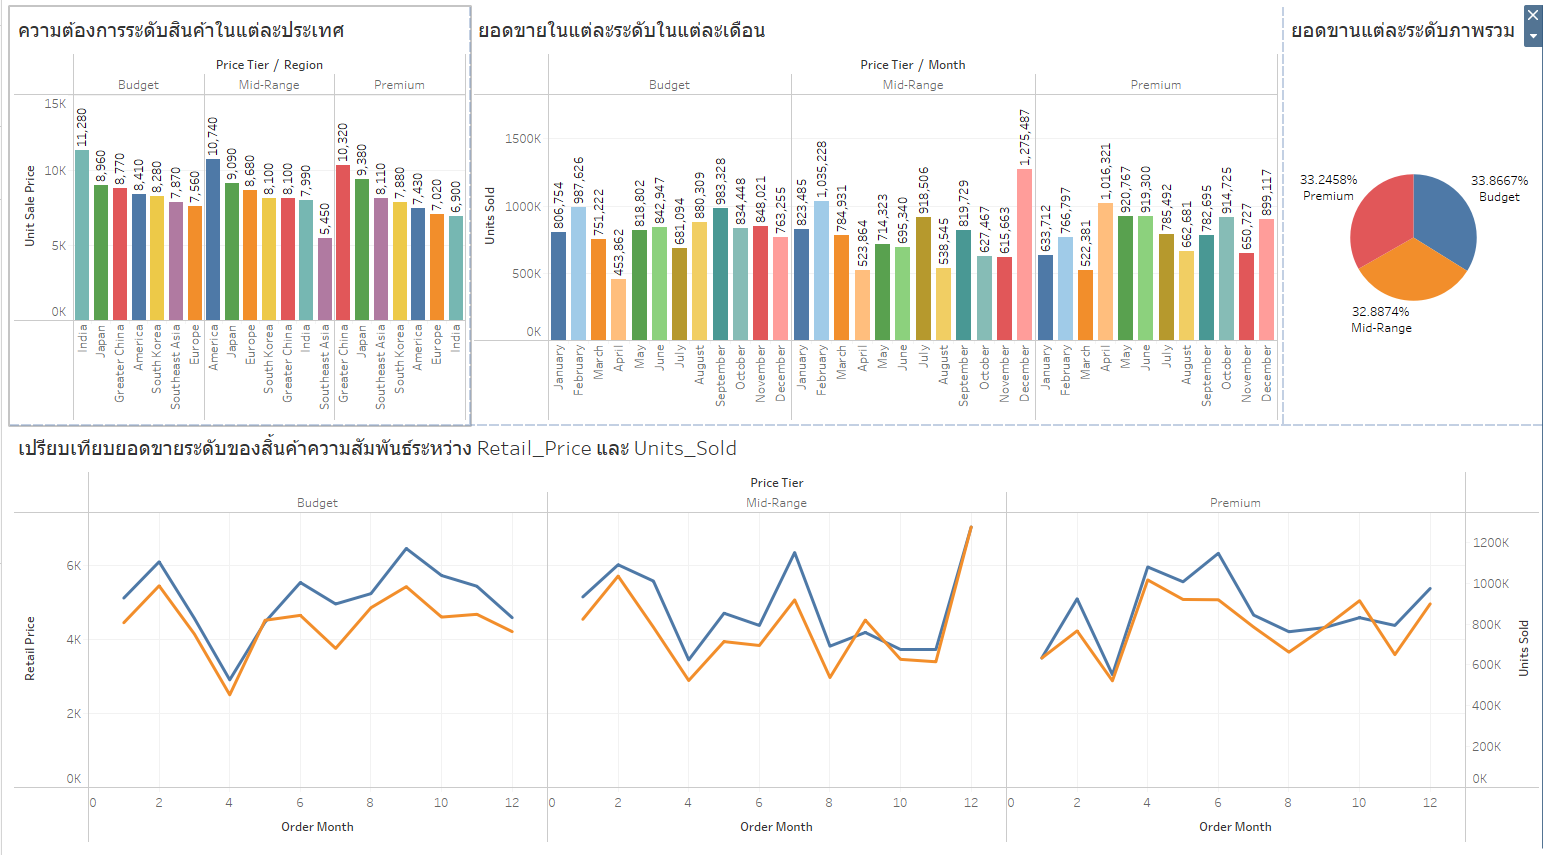 ความต้องการระดับสินค้าในแต่ละประเทศ
Price Tier / Region
Budget
Mid-Range
Premium
Unit Sale Price
15K
10K
5K
0K
11,280
8,960
8,770
8,410
8,280
7,870
7,560
10,740
9,090
8,680
8,100
8,100
7,990
5,450
10,320
9,380
8,110
7,880
7,430
7,020
6,900
India
Japan
Greater China
America
South Korea
Southeast Asia
Europe
America
Japan
Europe
South Korea
Greater China
India
Southeast Asia
Greater China
Japan
Southeast Asia
South Korea
America
Europe
India
ยอดขายในแต่ละระดับในแต่ละเดือน
Price Tier / Month
Budget
Mid-Range
Premium
Units Sold
1500K
1000K
500K
0K
806,754
987,626
751,222
453,862
818,802
842,947
681,094
880,309
983,328
834,448
848,021
763,255
823,485
1,035,228
784,931
523,864
714,323
695,340
918,506
538,545
819,729
627,467
615,663
1,275,487
633,712
766,797
522,381
1,016,321
920,767
919,300
785,492
662,681
782,695
914,725
650,727
899,117
January
February
March
April
May
June
July
August
September
October
November
December
January
February
March
April
May
June
July
August
September
October
November
December
January
February
March
April
May
June
July
August
September
October
November
December
ยอดขานแต่ละระดับภาพรวม
33.2458%
Premium
33.8667%
Budget
32.8874%
Mid-Range
เปรียบเทียบยอดขายระดับของสิ้นค้าความสัมพันธ์ระหว่าง Retail_Price และ Units_Sold
Price Tier
Budget
Mid-Range
Premium
Retail Price
6K
4K
2K
0K
Units Sold
1200K
1000K
800K
600K
400K
200K
0K
0 2 4 6 8 10 12
0 2 4 6 8 10 12
0 2 4 6 8 10 12
Order Month
Order Month
Order Month